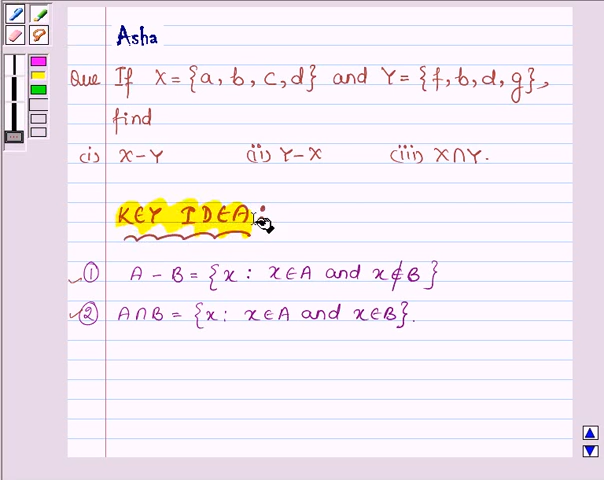 Asha
Que If X = {a, b, c, d} and Y = {f, b, d, g},
find
(i) X - Y (ii) Y - X (iii) X ∩ Y.
KEY IDEA :
① A - B = {x : x ∈ A and x ∉ B}
② A ∩ B = {x : x ∈ A and x ∈ B}.